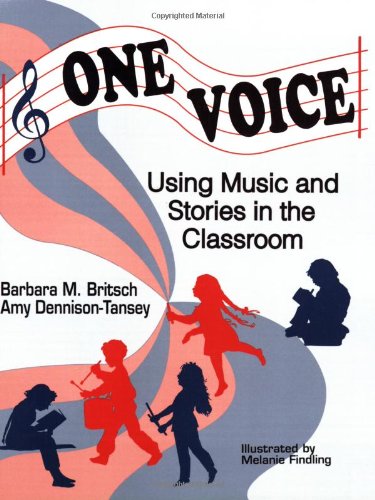 Copyrighted Material
ONE
VOICE
Using Music and
Stories in the
Classroom
Barbara M. Britsch
Amy Dennison-Tansey
Illustrated by
Melanie Findling